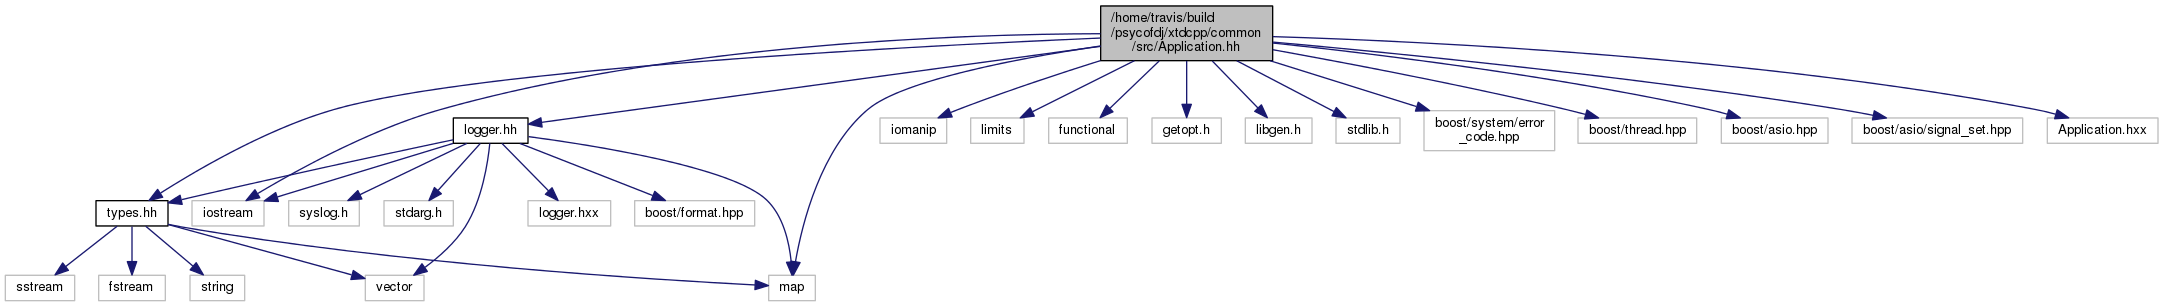 /home/travis/build
/psycofdj/xtdcpp/common
/src/Application.hh
logger.hh
iomanip
limits
functional
getopt.h
libgen.h
stdlib.h
boost/system/error
_code.hpp
boost/thread.hpp
boost/asio.hpp
boost/asio/signal_set.hpp
Application.hxx
types.hh
iostream
syslog.h
stdarg.h
logger.hxx
boost/format.hpp
sstream
fstream
string
vector
map